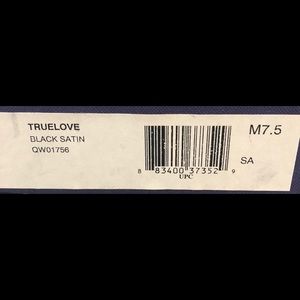 TRUELOVE
BLACK SATIN
QW01756
M7.5
SA
8 83400 37352 9
UPC